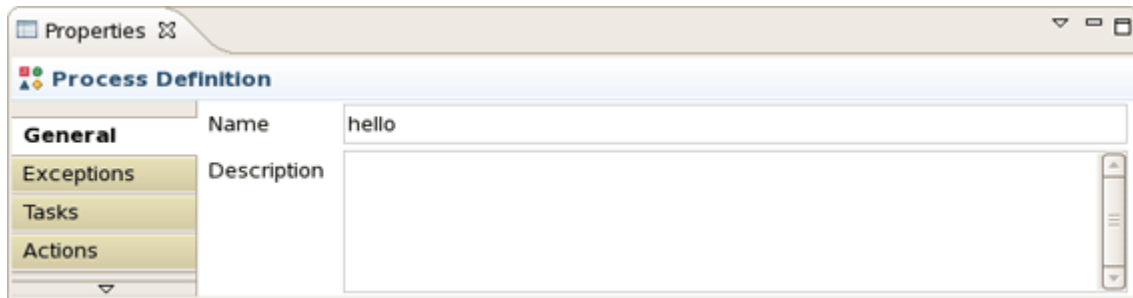 Properties
Process Definition
General
Name
hello
Exceptions
Description
Tasks
Actions